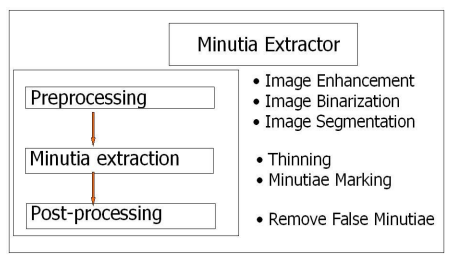 Minutia Extractor
Preprocessing
• Image Enhancement
• Image Binarization
• Image Segmentation
Minutia extraction
• Thinning
• Minutiae Marking
Post-processing
• Remove False Minutiae